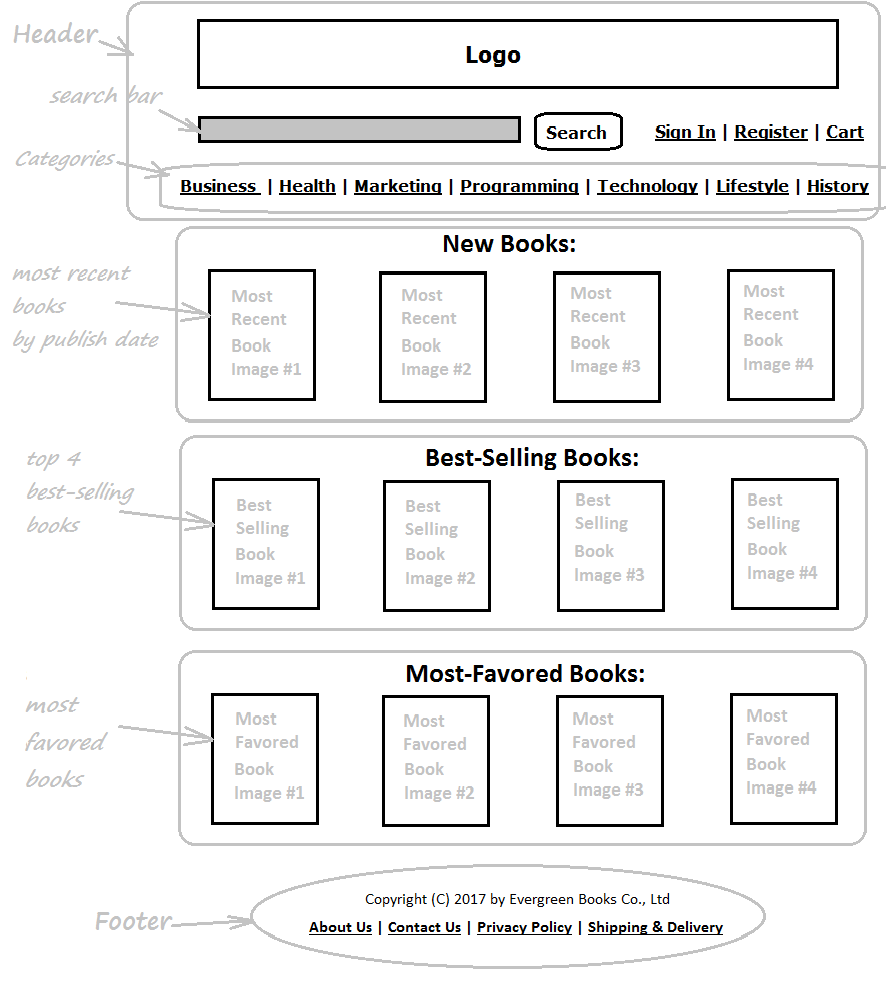 Header
Logo
search bar
Search
Sign In | Register | Cart
Categories
Business | Health | Marketing | Programming | Technology | Lifestyle | History
New Books:
most recent
books
by publish date
Most
Recent
Book
Image #1
Most
Recent
Book
Image #2
Most
Recent
Book
Image #3
Most
Recent
Book
Image #4
Best-Selling Books:
top 4
best-selling
books
Best
Selling
Book
Image #1
Best
Selling
Book
Image #2
Best
Selling
Book
Image #3
Best
Selling
Book
Image #4
Most-Favored Books:
most
favored
books
Most
Favored
Book
Image #1
Most
Favored
Book
Image #2
Most
Favored
Book
Image #3
Most
Favored
Book
Image #4
Footer
Copyright (C) 2017 by Evergreen Books Co., Ltd
About Us | Contact Us | Privacy Policy | Shipping & Delivery